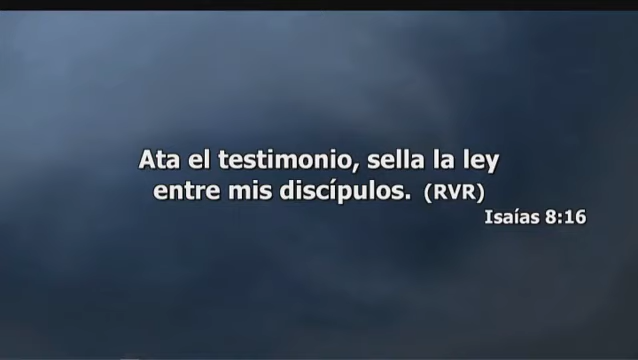 Ata el testimonio, sella la ley
entre mis discípulos. (RVR)
Isaías 8:16